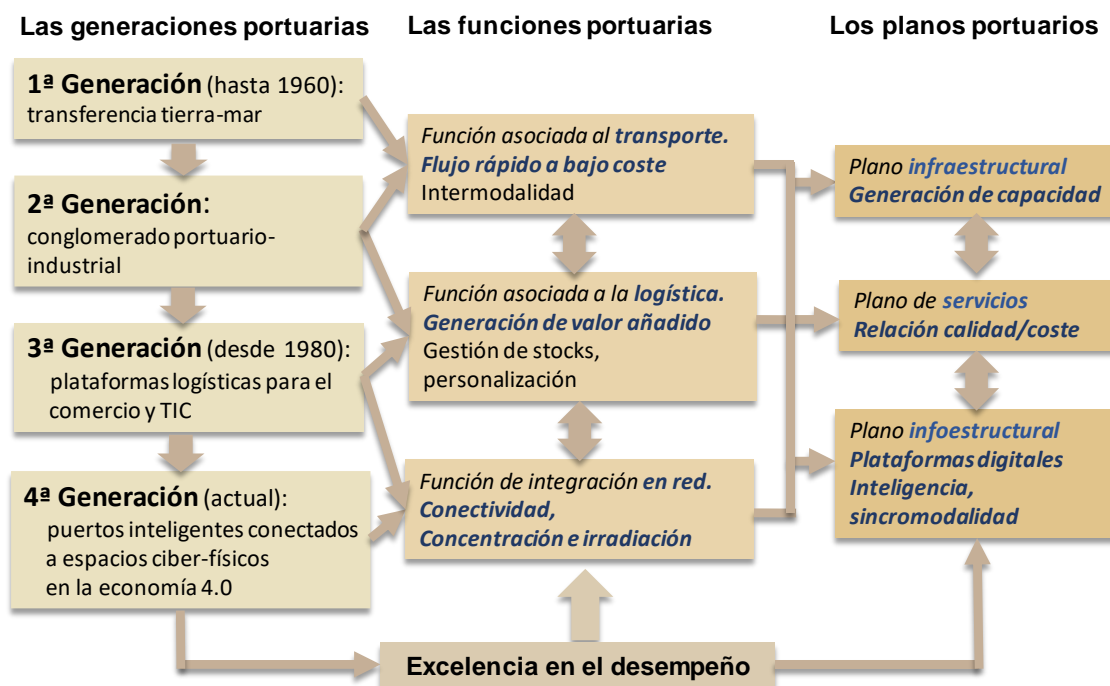 Las generaciones portuarias
1ª Generación (hasta 1960):
transferencia tierra-mar
2ª Generación:
conglomerado portuario-
industrial
3ª Generación (desde 1980):
plataformas logísticas para el
comercio y TIC
4ª Generación (actual):
puertos inteligentes conectados
a espacios ciber-físicos
en la economía 4.0
Las funciones portuarias
Función asociada al transporte.
Flujo rápido a bajo coste
Intermodalidad
Función asociada a la logística.
Generación de valor añadido
Gestión de stocks,
personalización
Función de integración en red.
Conectividad,
Concentración e irradiación
Los planos portuarios
Plano infraestructural
Generación de capacidad
Plano de servicios
Relación calidad/coste
Plano infoestructural
Plataformas digitales
Inteligencia,
sincromodalidad
Excelencia en el desempeño